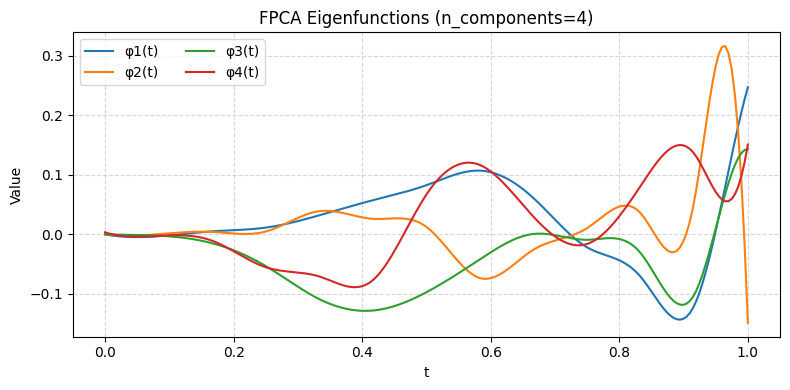 FPCA Eigenfunctions (n_components=4)
φ1(t) φ3(t)
φ2(t) φ4(t)
Value
0.3
0.2
0.1
0.0
−0.1
0.0 0.2 0.4 0.6 0.8 1.0
t